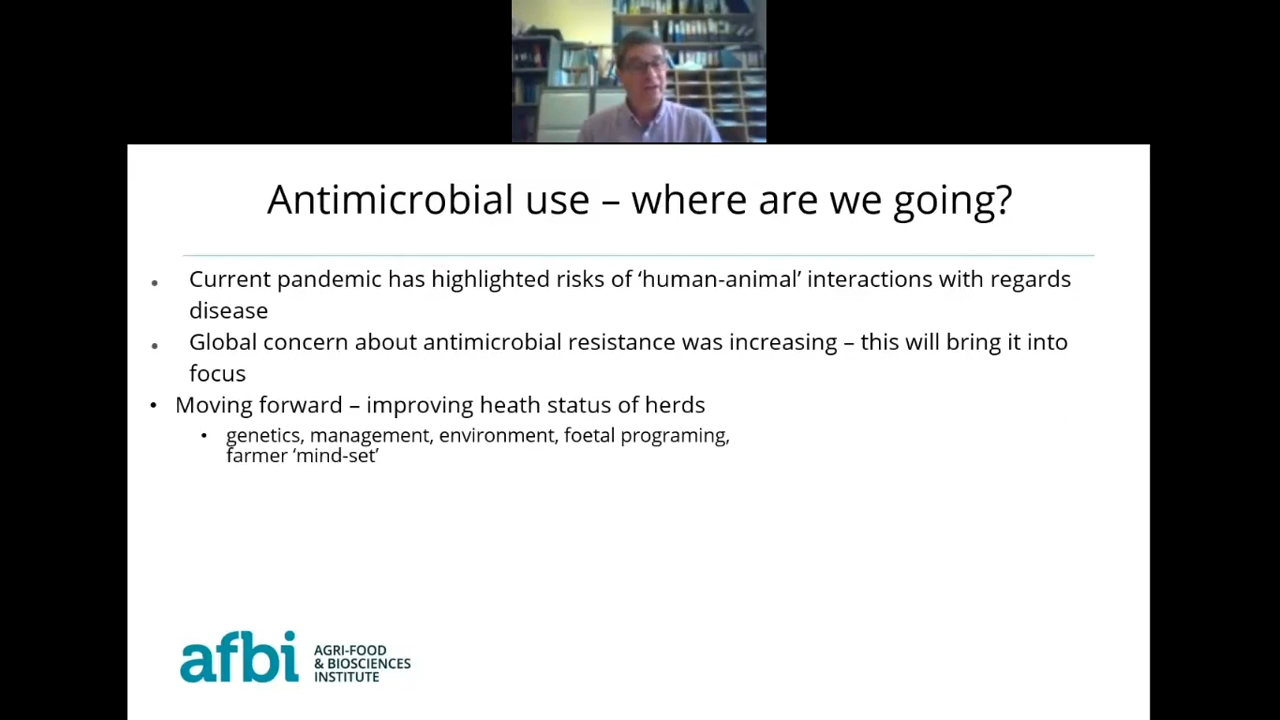 Antimicrobial use – where are we going?
• Current pandemic has highlighted risks of ‘human-animal’ interactions with regards
disease
• Global concern about antimicrobial resistance was increasing – this will bring it into
focus
• Moving forward – improving heath status of herds
• genetics, management, environment, foetal programing,
farmer ‘mind-set’
afbi
AGRI-FOOD
& BIOSCIENCES
INSTITUTE